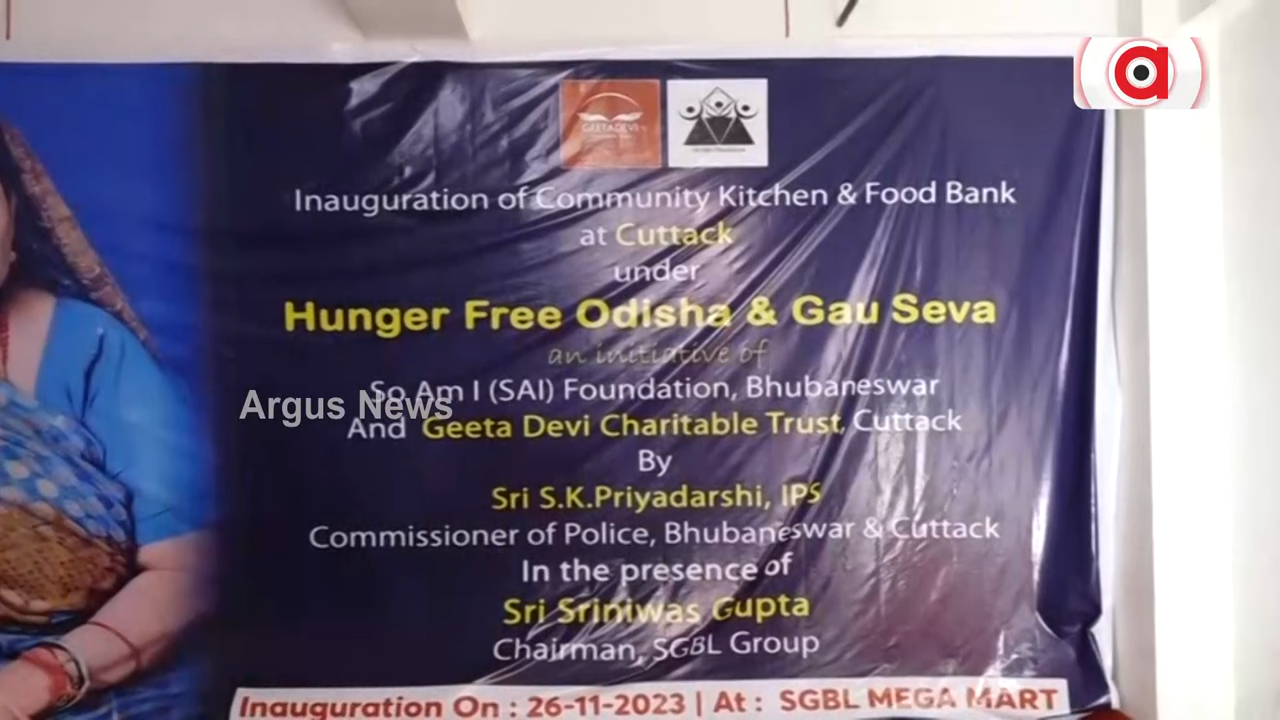 a
GEETADEVI
Inauguration of Community Kitchen & Food Bank
at Cuttack
under
Hunger Free Odisha & Gau Seva
an initiative of
So Am I (SAI) Foundation, Bhubaneswar
Argus News
And Geeta Devi Charitable Trust, Cuttack
By
Sri S.K.Priyadarshi, IPS
Commissioner of Police, Bhubaneswar & Cuttack
In the presence of
Sri Sriniwas Gupta
Chairman, SGBL Group
Inauguration On : 26-11-2023 | At : SGBL MEGA MART